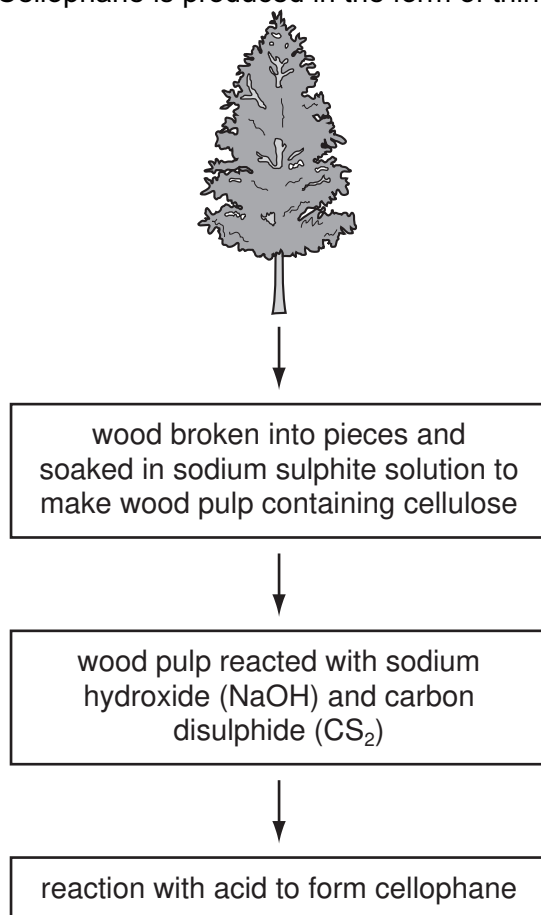 Cellophane is produced in the form of thin
wood broken into pieces and
soaked in sodium sulphite solution to
make wood pulp containing cellulose
wood pulp reacted with sodium
hydroxide (NaOH) and carbon
disulphide (CS₂)
reaction with acid to form cellophane